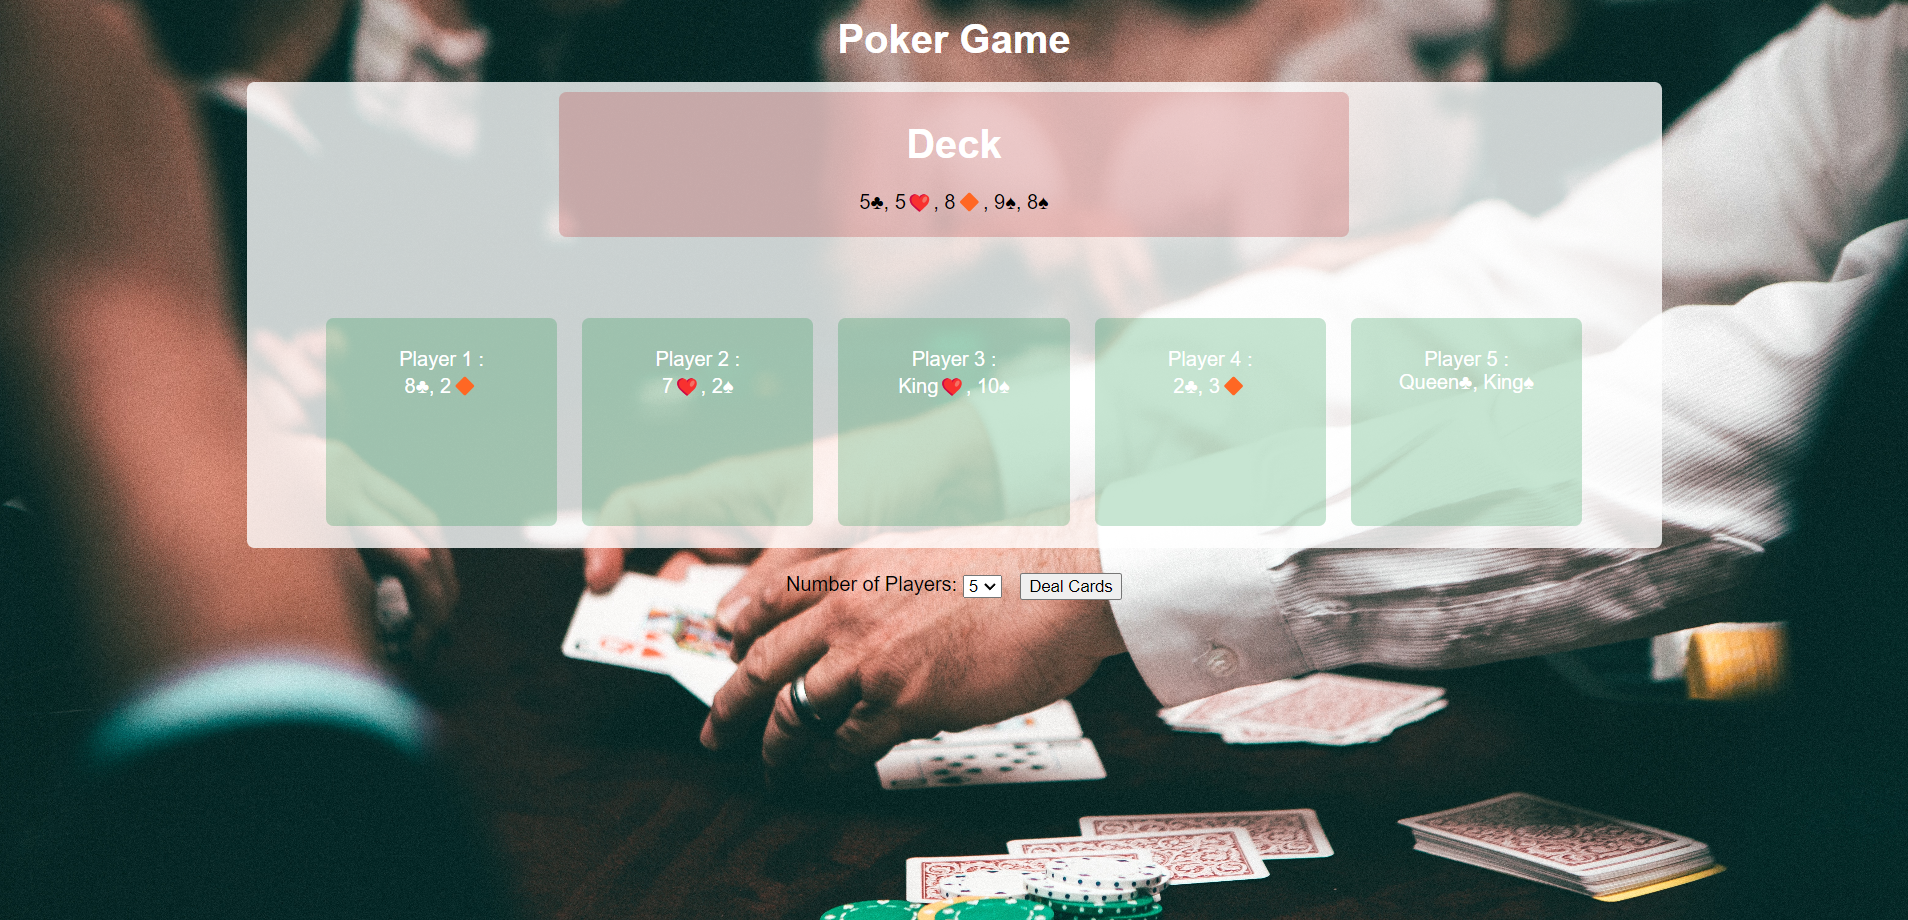 Poker Game
Deck
5♣, 5♥, 8♦, 9♠, 8♠
Player 1 :
8♣, 2♦
Player 2 :
7♥, 2♠
Player 3 :
King♥, 10♠
Player 4 :
2♣, 3♦
Player 5 :
Queen♣, King♠
Number of Players: 5 Deal Cards